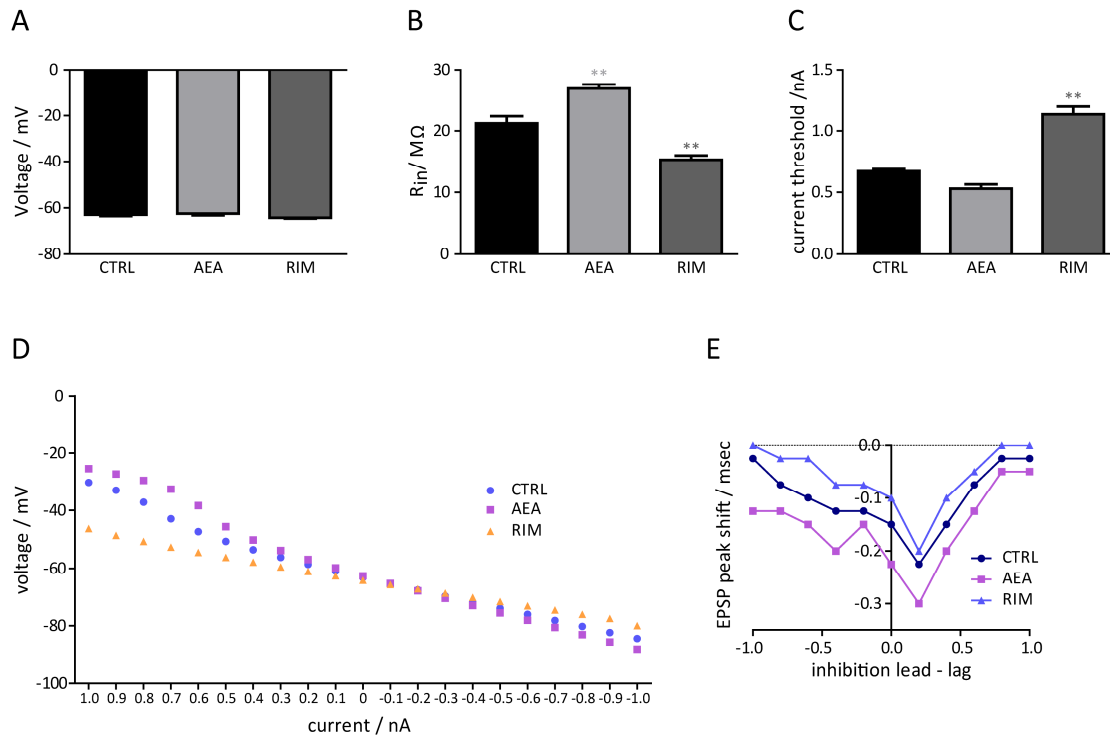 A
B
C
0
-20
-40
-60
-80
Voltage / mV
CTRL
AEA
RIM
30
20
10
0
Rin/ MΩ
**
**
CTRL
AEA
RIM
1.5
1.0
0.5
0.0
current threshold /nA
**
CTRL
AEA
RIM
D
0
-20
-40
-60
-80
-100
voltage / mV
CTRL
AEA
RIM
1.0 0.9 0.8 0.7 0.6 0.5 0.4 0.3 0.2 0.1 0 -0.1 -0.2 -0.3 -0.4 -0.5 -0.6 -0.7 -0.8 -0.9 -1.0
current / nA
E
0.0
-0.1
-0.2
-0.3
EPSP peak shift / msec
CTRL
AEA
RIM
-1.0 -0.5 0.0 0.5 1.0
inhibition lead - lag